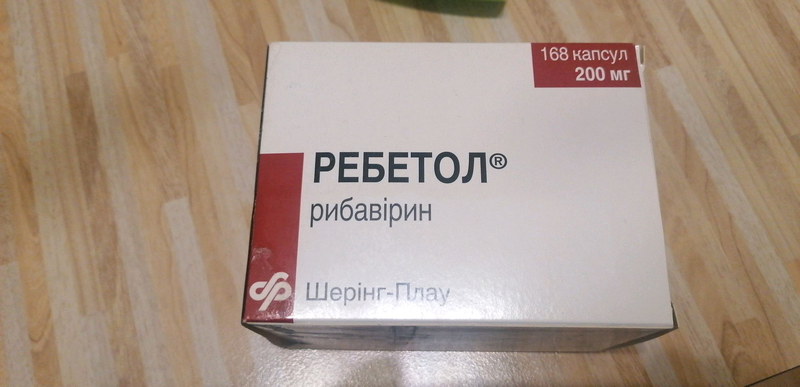 168 капсул
200 мг
РЕБЕТОЛ®
рибавірин
Шерінг-Плау